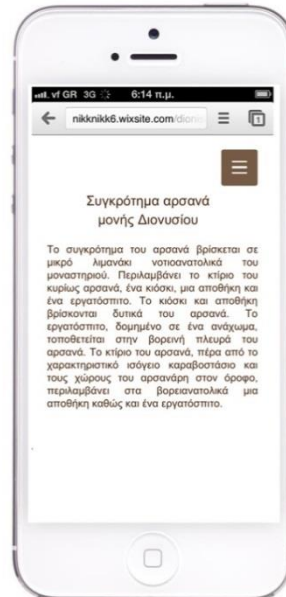 vf GR 3G 6:14 π.μ.
nikknikk6.wixsite.com/dioni
1
Συγκρότημα αρσανά
μονής Διονυσίου
Το συγκρότημα του αρσανά βρίσκεται σε
μικρό λιμανάκι νοτιοανατολικά του
μοναστηριού. Περιλαμβάνει το κτίριο του
κυρίως αρσανά, ένα κιόσκι, μια αποθήκη και
ένα εργατόσπιτο. Το κιόσκι και αποθήκη
βρίσκονται δυτικά του αρσανά. Το
εργατόσπιτο, δομημένο σε ένα ανάχωμα,
τοποθετείται στην βορεινή πλευρά του
αρσανά. Το κτίριο του αρσανά, πέρα από το
χαρακτηριστικό ισόγειο καραβοστάσιο και
τους χώρους του αρσανάρη στον όροφο,
περιλαμβάνει στα βορειανατολικά μια
αποθήκη καθώς και ένα εργατόσπιτο.